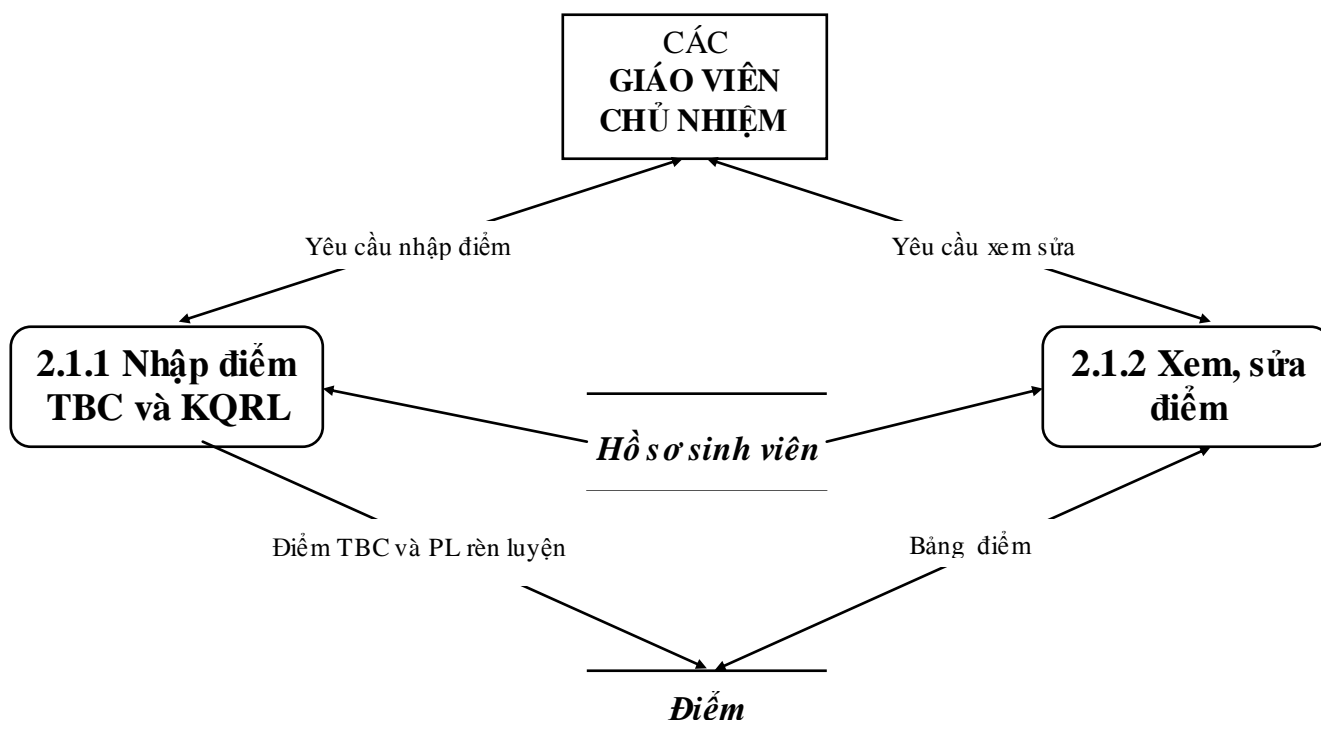 CÁC
GIÁO VIÊN
CHỦ NHIỆM
Yêu cầu nhập điểm
Yêu cầu xem sửa
2.1.1 Nhập điểm
TBC và KQRL
2.1.2 Xem, sửa
điểm
Hồ sơ sinh viên
Điểm TBC và PL rèn luyện
Bảng điểm
Điểm